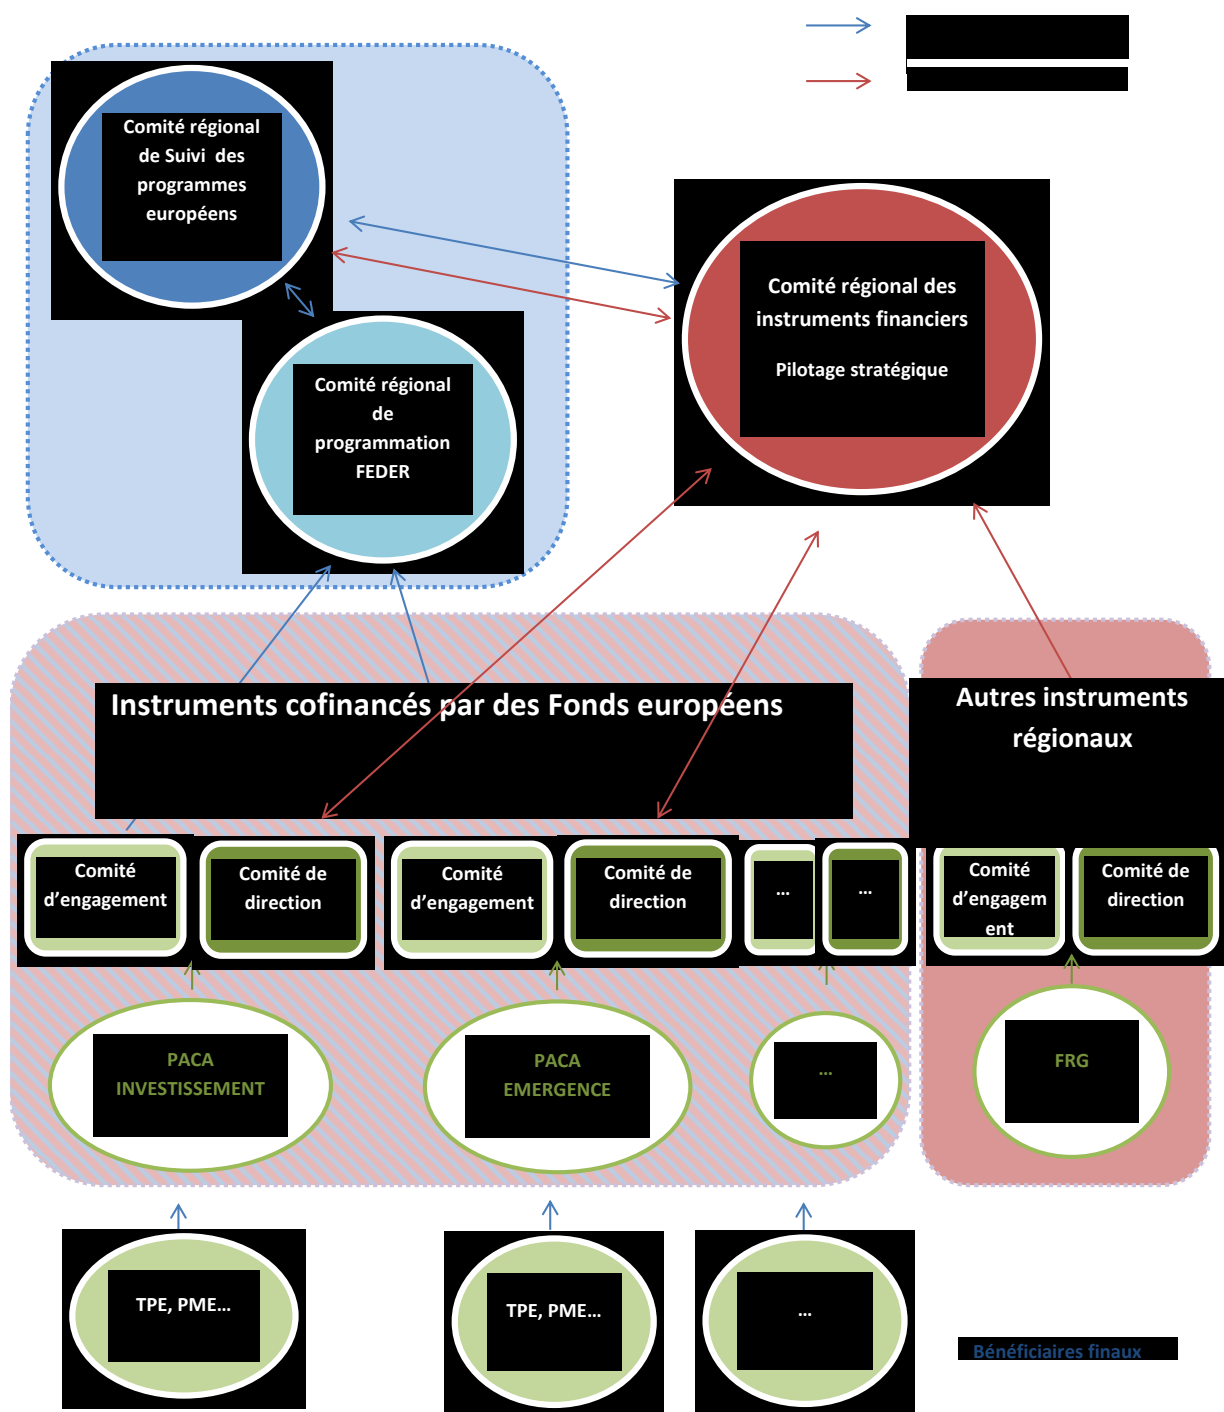 Comité régional
de Suivi des
programmes
européens
Comité régional des
instruments financiers
Pilotage stratégique
Comité régional
de
programmation
FEDER
Instruments cofinancés par des Fonds européens
Autres instruments
régionaux
Comité
d’engagement
Comité de
direction
Comité
d’engagement
Comité de
direction
...
...
Comité
d’engagem
ent
Comité de
direction
PACA
INVESTISSEMENT
PACA
EMERGENCE
...
FRG
TPE, PME...
TPE, PME...
...
Bénéficiaires finaux